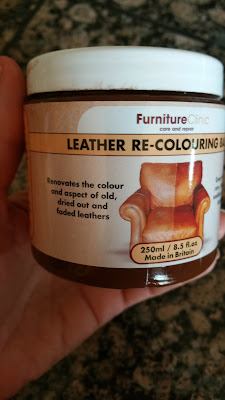 FurnitureClinic
care and repair
LEATHER RE-COLOURING
Renovates the colour
and aspect of old,
dried out and
faded leathers
250ml / 8.5 fl.oz
Made in Britain